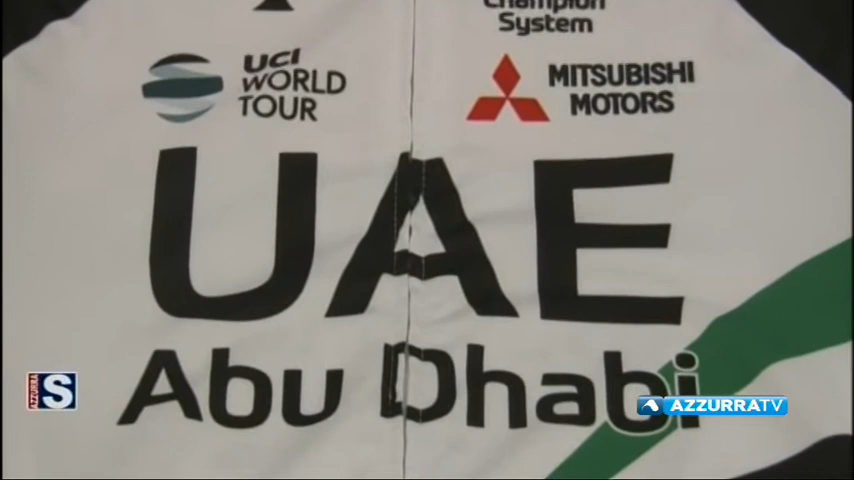 Champion
System
UCI
WORLD
TOUR
MITSUBISHI
MOTORS
UAE
Abu Dhabi
AZZURRA
S
AZZURRATV